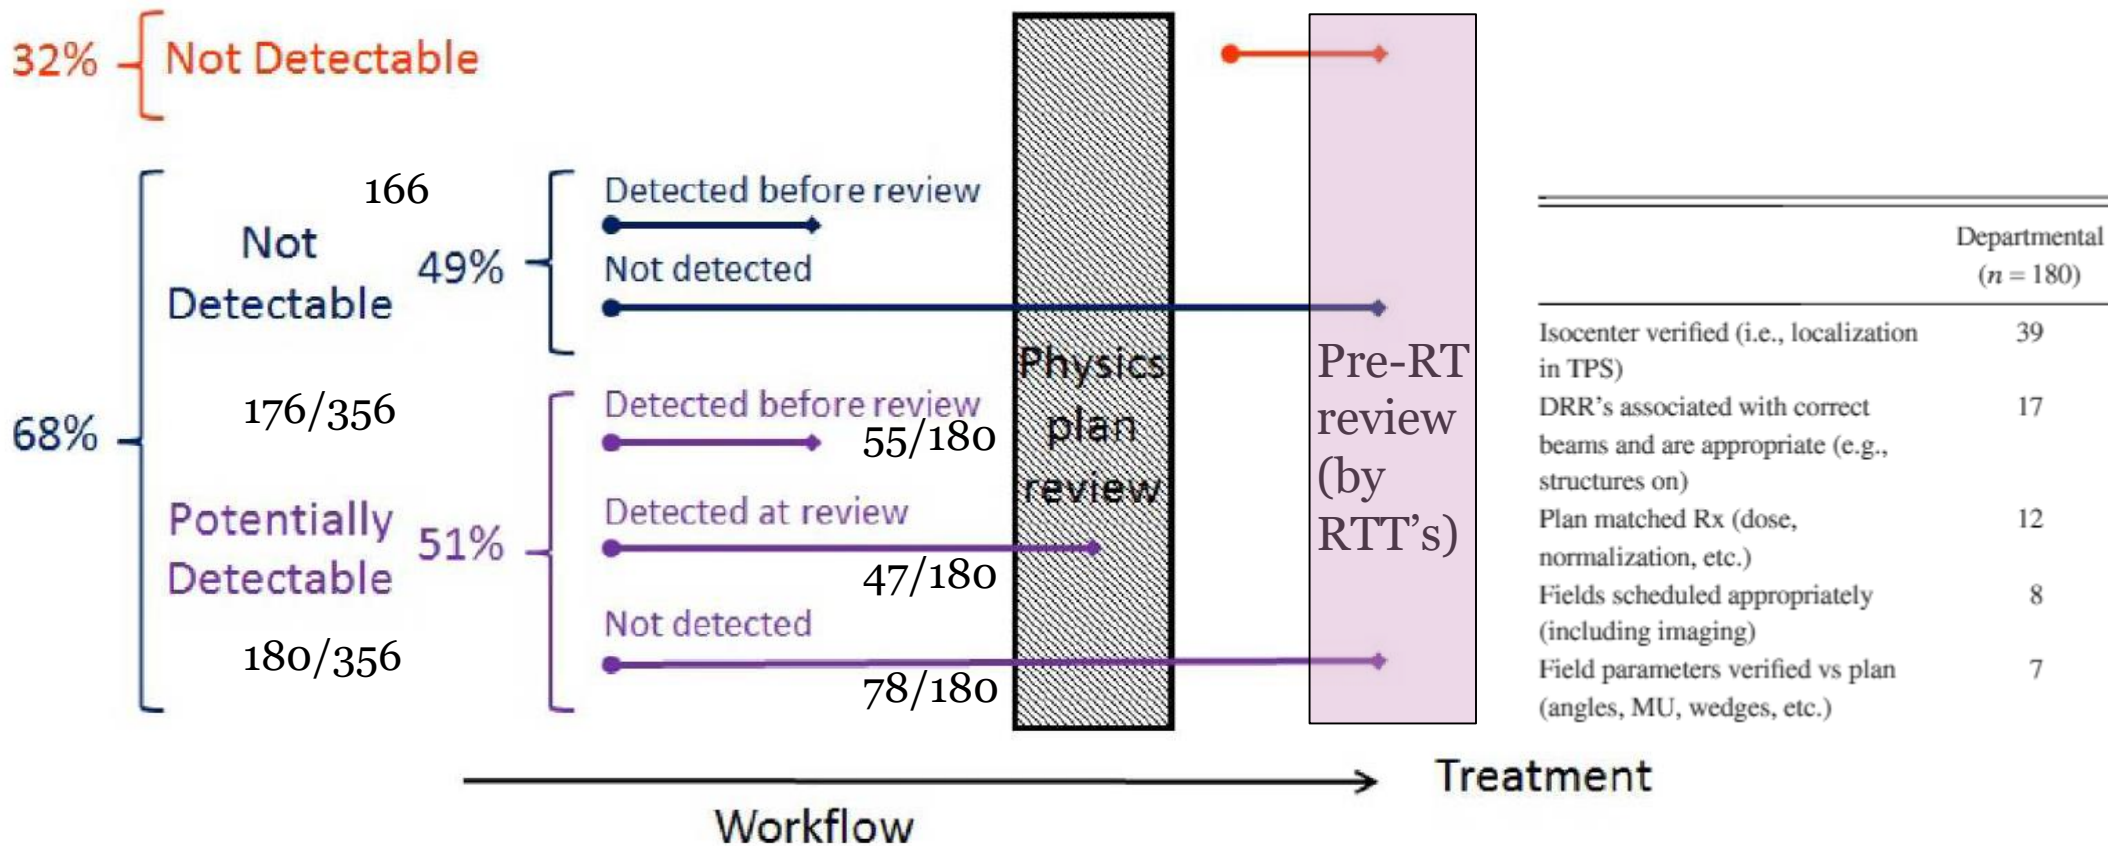 32%
Not Detectable
68%
166
Not
Detectable
49%
Detected before review
Not detected
176/356
Potentially
Detectable
51%
180/356
Detected before review
55/180
Detected at review
47/180
Not detected
78/180
Physics
plan
review
Pre-RT
review
(by
RTT's)
Workflow
Treatment
Departmental
(n = 180)
Isocenter verified (i.e., localization 39
in TPS)
DRR's associated with correct 17
beams and are appropriate (e.g.,
structures on)
Plan matched Rx (dose, 12
normalization, etc.)
Fields scheduled appropriately 8
(including imaging)
Field parameters verified vs plan 7
(angles, MU, wedges, etc.)